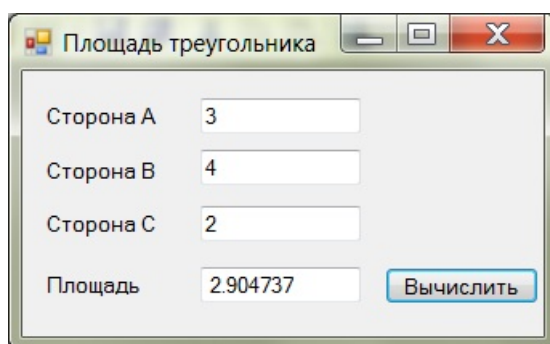 Площадь треугольника
Сторона А 3
Сторона В 4
Сторона С 2
Площадь 2.904737 Вычислить